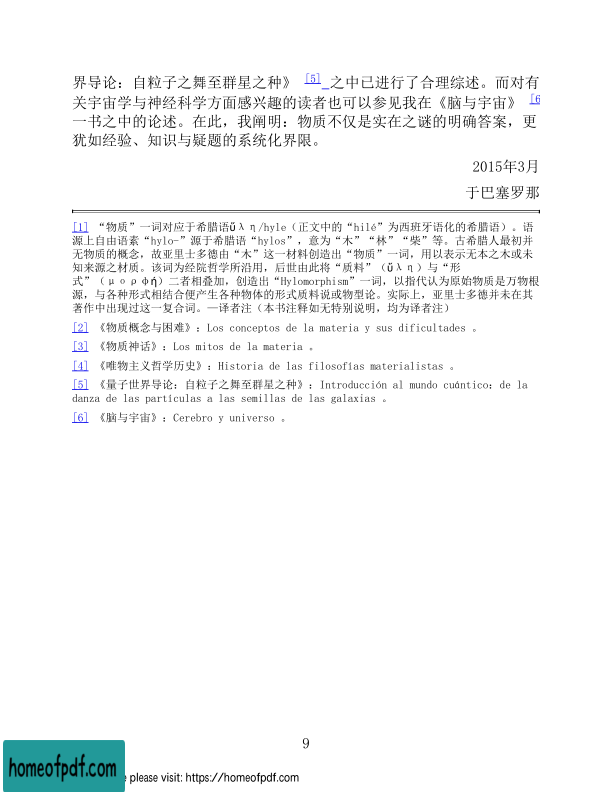 界导论：自粒子之舞至群星之种》 [5] 之中已进行了合理综述。而对有
关宇宙学与神经科学方面感兴趣的读者也可以参见我在《脑与宇宙》 [6
一书之中的论述。在此，我阐明：物质不仅是实在之谜的明确答案，更
犹如经验、知识与疑题的系统化界限。
2015年3月
于巴塞罗那
[1] “物质”一词对应于希腊语ὕλη/hyle（正文中的“hilé”为西班牙语化的希腊语）。语
源上自由语素“hylo-”源于希腊语“hylos”，意为“木”“林”“柴”等。古希腊人最初并
无物质的概念，故亚里士多德由“木”这一材料创造出“物质”一词，用以表示无本之木或未
知来源之材质。该词为经院哲学所沿用，后世由此将“质料”（ὕλη）与“形
式”（μορφή）二者相叠加，创造出“Hylomorphism”一词，以指代认为原始物质是万物根
源，与各种形式相结合便产生各种物体的形式质料说或物型论。实际上，亚里士多德并未在其
著作中出现过这一复合词。—译者注（本书注释如无特别说明，均为译者注）
[2] 《物质概念与困难》；Los conceptos de la materia y sus dificultades 。
[3] 《物质神话》；Los mitos de la materia 。
[4] 《唯物主义哲学历史》；Historia de las filosofías materialistas 。
[5] 《量子世界导论：自粒子之舞至群星之种》；Introducción al mundo cuántico；de la
danza de las partículas a las semillas de las galaxias 。
[6] 《脑与宇宙》；Cerebro y universo 。
9
homeofpdf.com
e please visit: https://homeofpdf.com